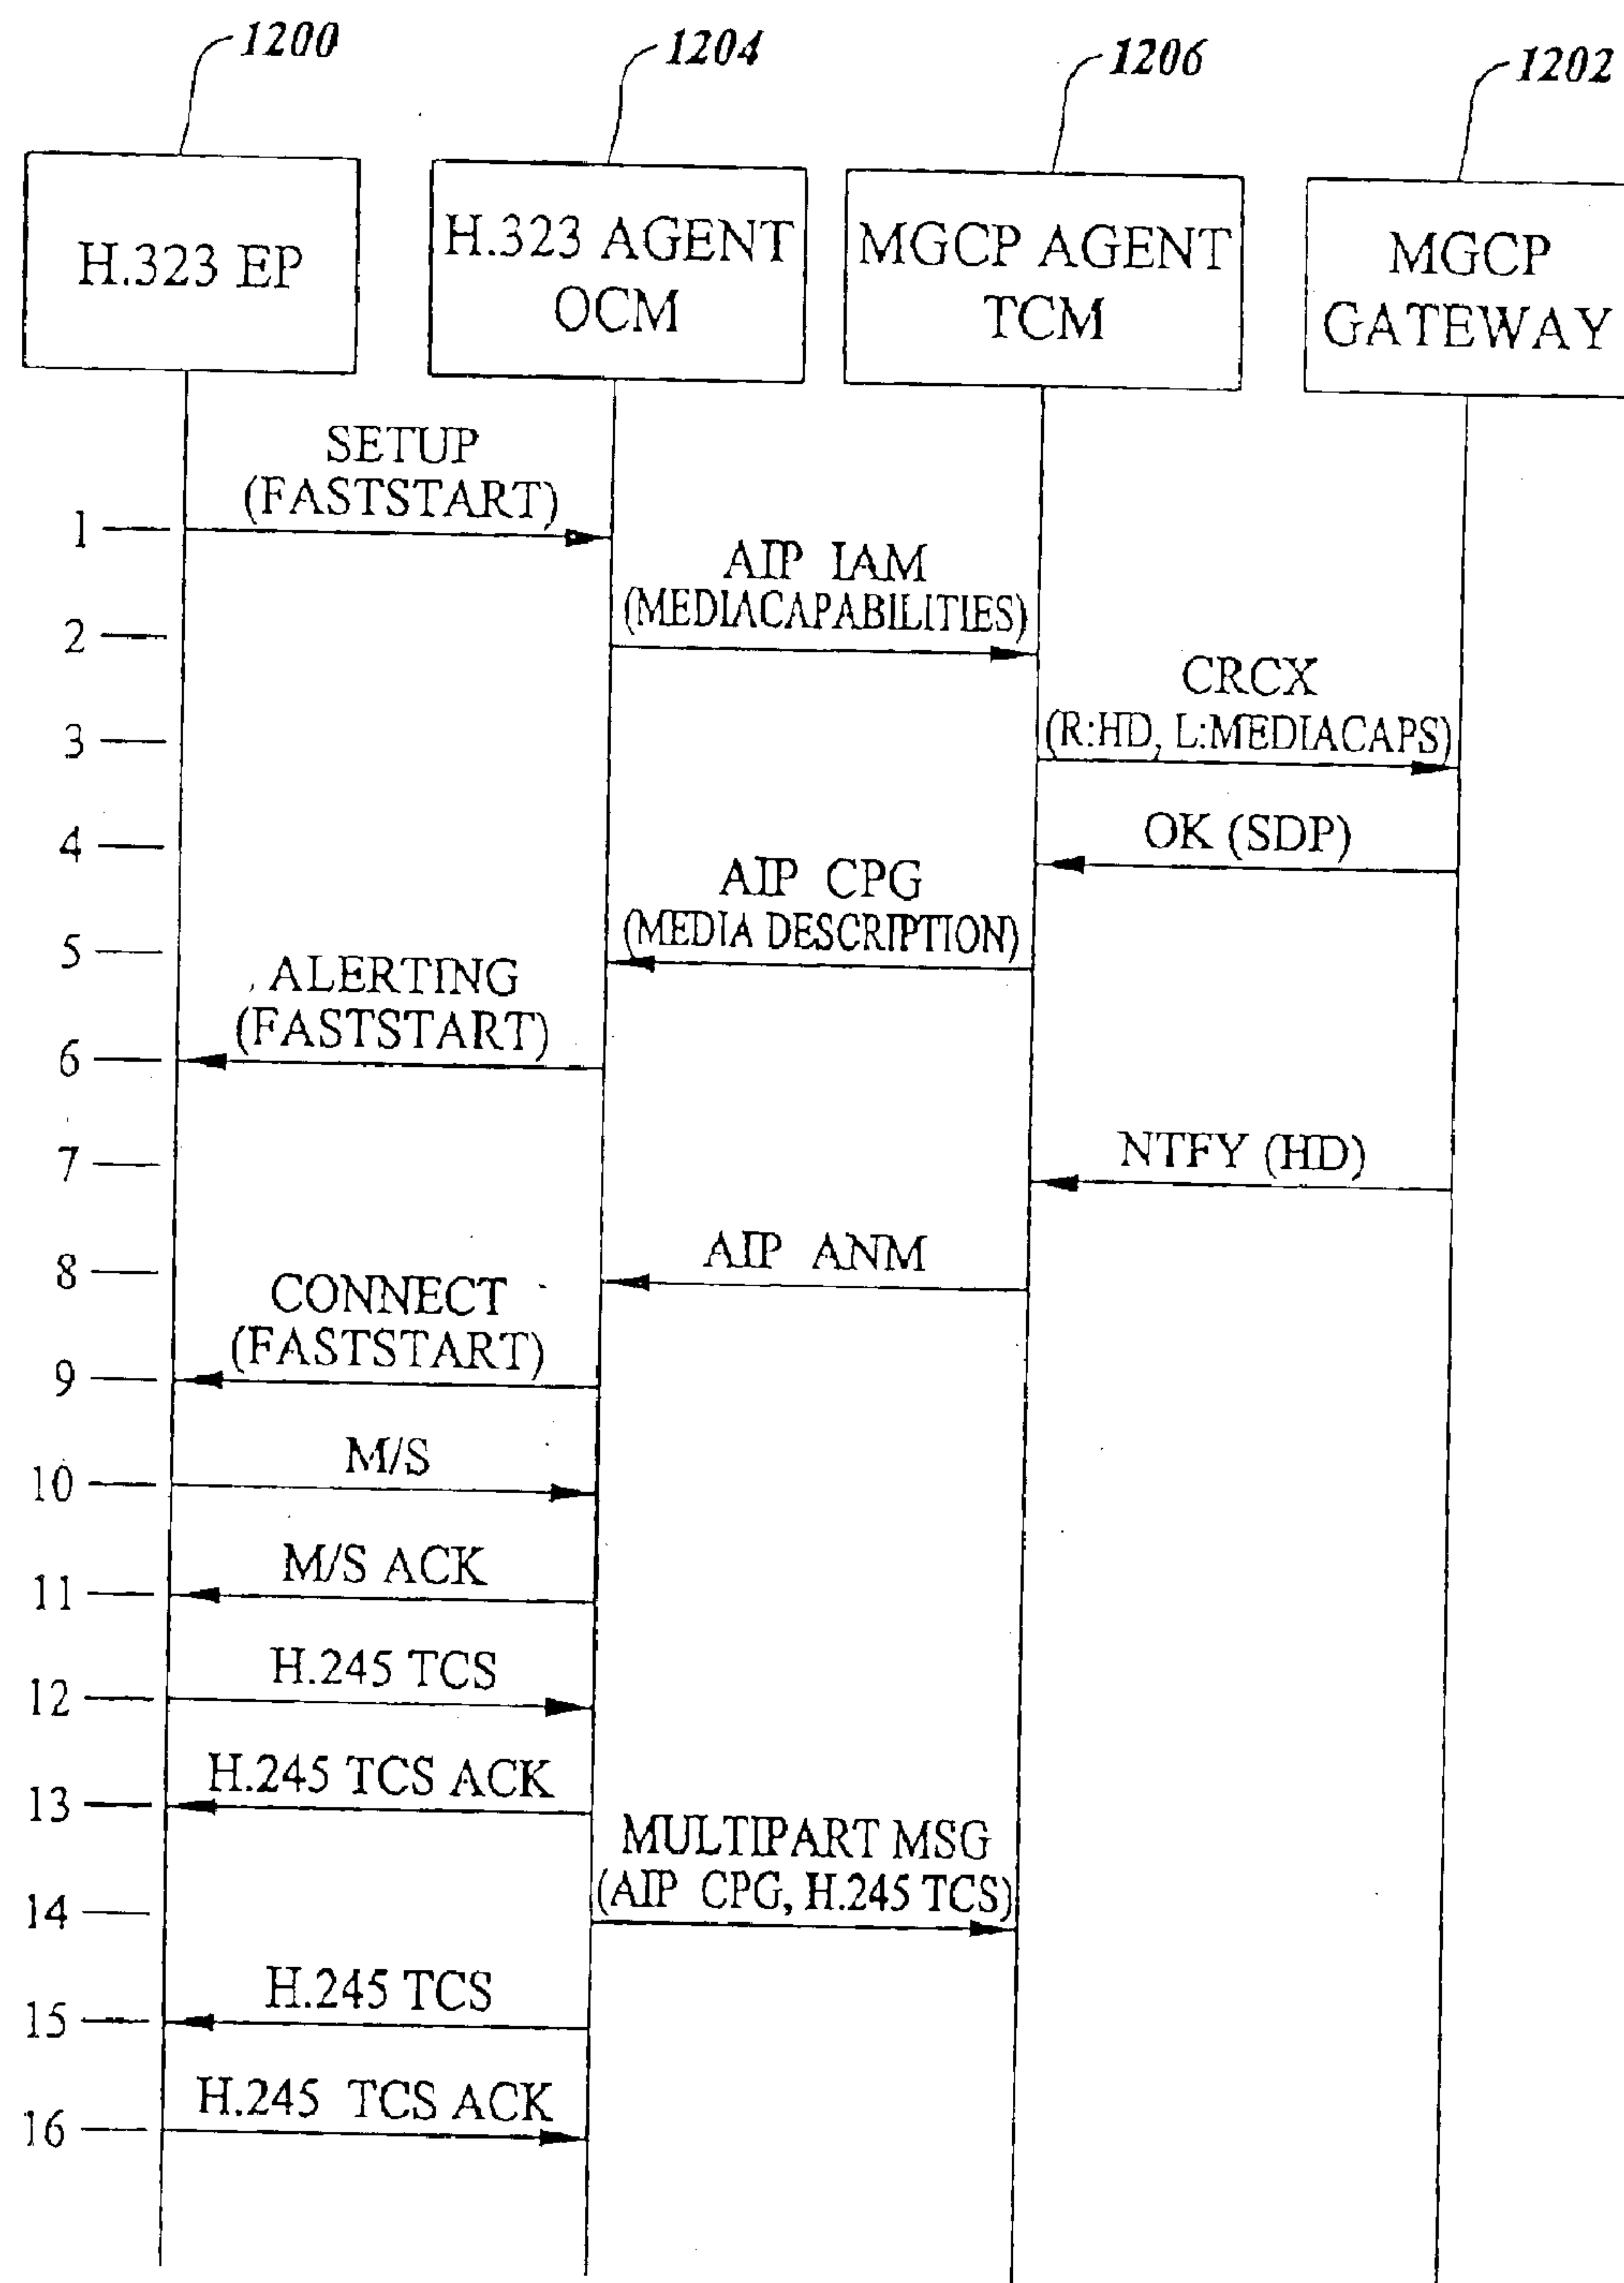 1200
1204
1206
1202
H.323 EP
H.323 AGENT
OCM
MGCP AGENT
TCM
MGCP
GATEWAY
SETUP
(FASTSTART)
1
AIP IAM
(MEDIACAPABILITIES)
2
CRCX
(R:HD, L:MEDIACAPS)
3
OK (SDP)
4
AIP CPG
(MEDIA DESCRIPTION)
5
ALERTING
(FASTSTART)
6
NTFY (HD)
7
AIP ANM
8
CONNECT
(FASTSTART)
9
M/S
10
M/S ACK
11
H.245 TCS
12
H.245 TCS ACK
13
MULTIPART MSG
(AIP CPG, H.245 TCS)
14
H.245 TCS
15
H.245 TCS ACK
16